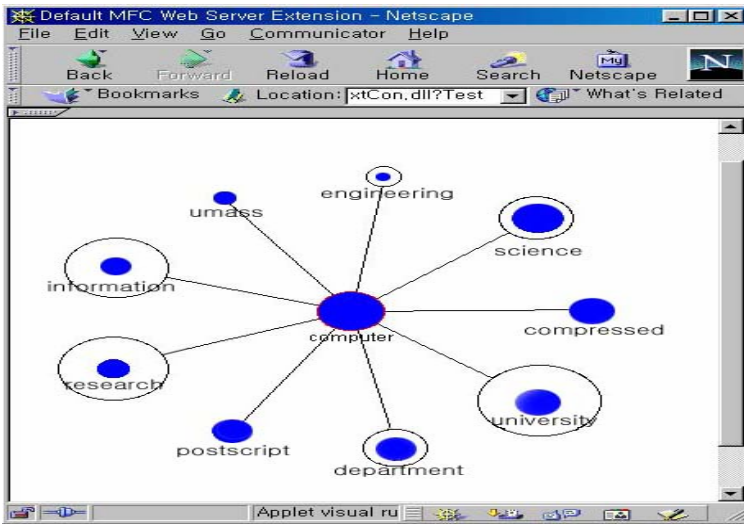 Default MFC Web Server Extension - Netscape
File Edit View Go Communicator Help
Back Forward Reload Home Search Netscape
My
N
Bookmarks Location: xtCon.dll?Test What's Related
engineering
umass
science
information
compressed
computer
research
university
postscript
department
Applet visual ru